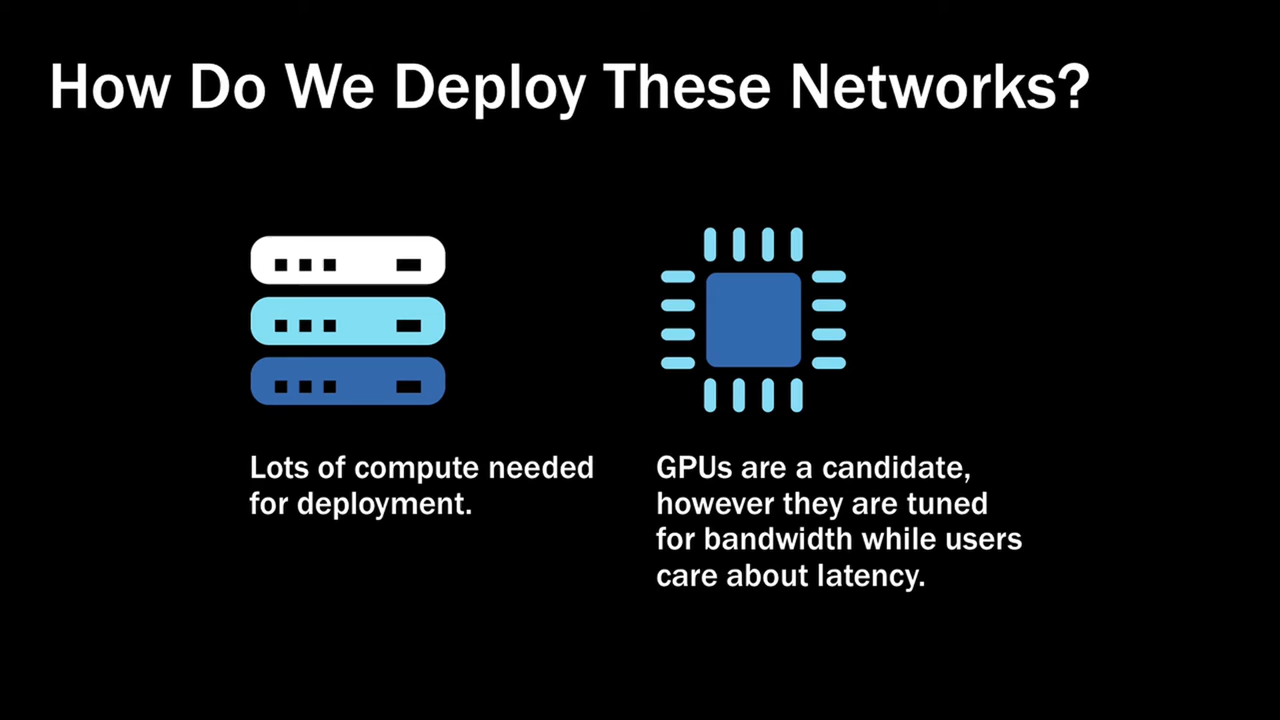 How Do We Deploy These Networks?
Lots of compute needed
for deployment.
GPUs are a candidate,
however they are tuned
for bandwidth while users
care about latency.